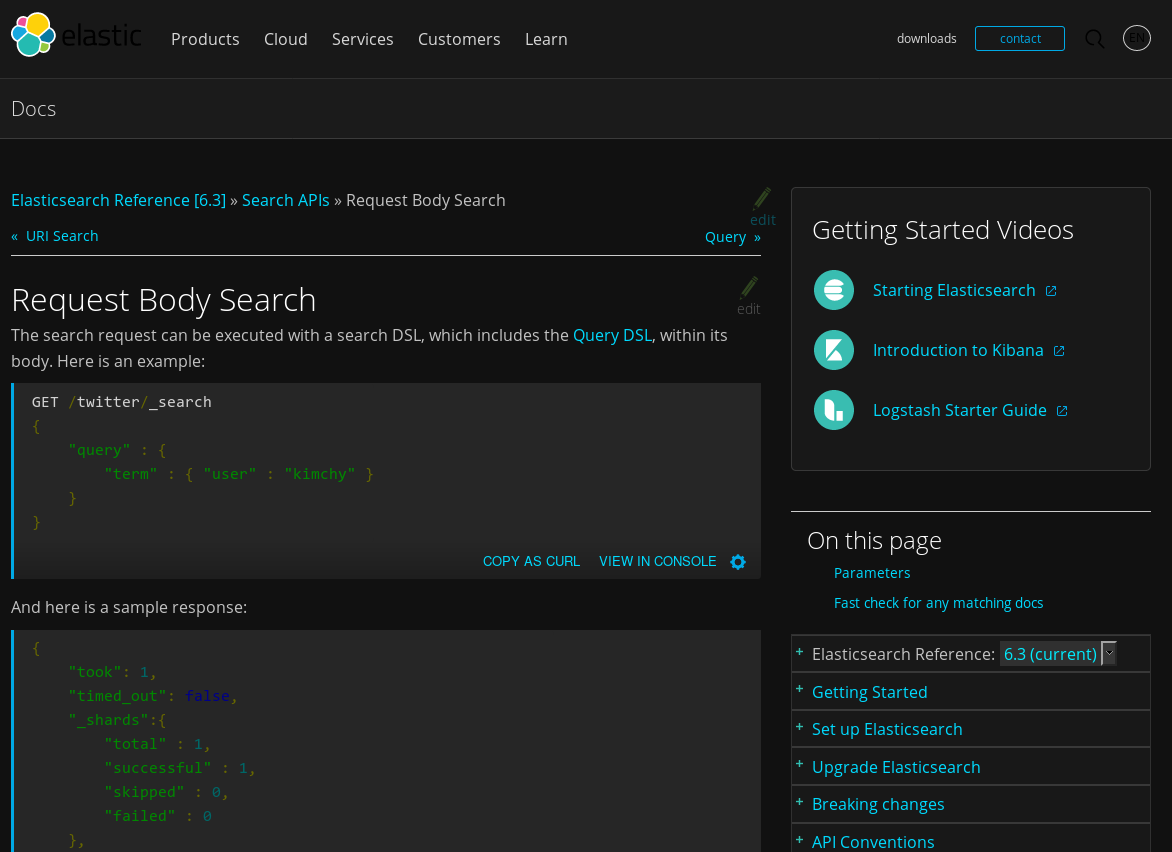 elastic
Products Cloud Services Customers Learn
downloads contact EN
Docs
Elasticsearch Reference [6.3] » Search APIs » Request Body Search
edit
« URI Search
Query »
Request Body Search
edit
The search request can be executed with a search DSL, which includes the Query DSL, within its
body. Here is an example:
GET /twitter/_search
{
    "query" : {
        "term" : { "user" : "kimchy" }
    }
}
COPY AS CURL VIEW IN CONSOLE
And here is a sample response:
{
    "took": 1,
    "timed_out": false,
    "_shards":{
        "total" : 1,
        "successful" : 1,
        "skipped" : 0,
        "failed" : 0
    },
Getting Started Videos
Starting Elasticsearch
Introduction to Kibana
Logstash Starter Guide
On this page
Parameters
Fast check for any matching docs
+ Elasticsearch Reference: 6.3 (current)
+ Getting Started
+ Set up Elasticsearch
+ Upgrade Elasticsearch
+ Breaking changes
+ API Conventions